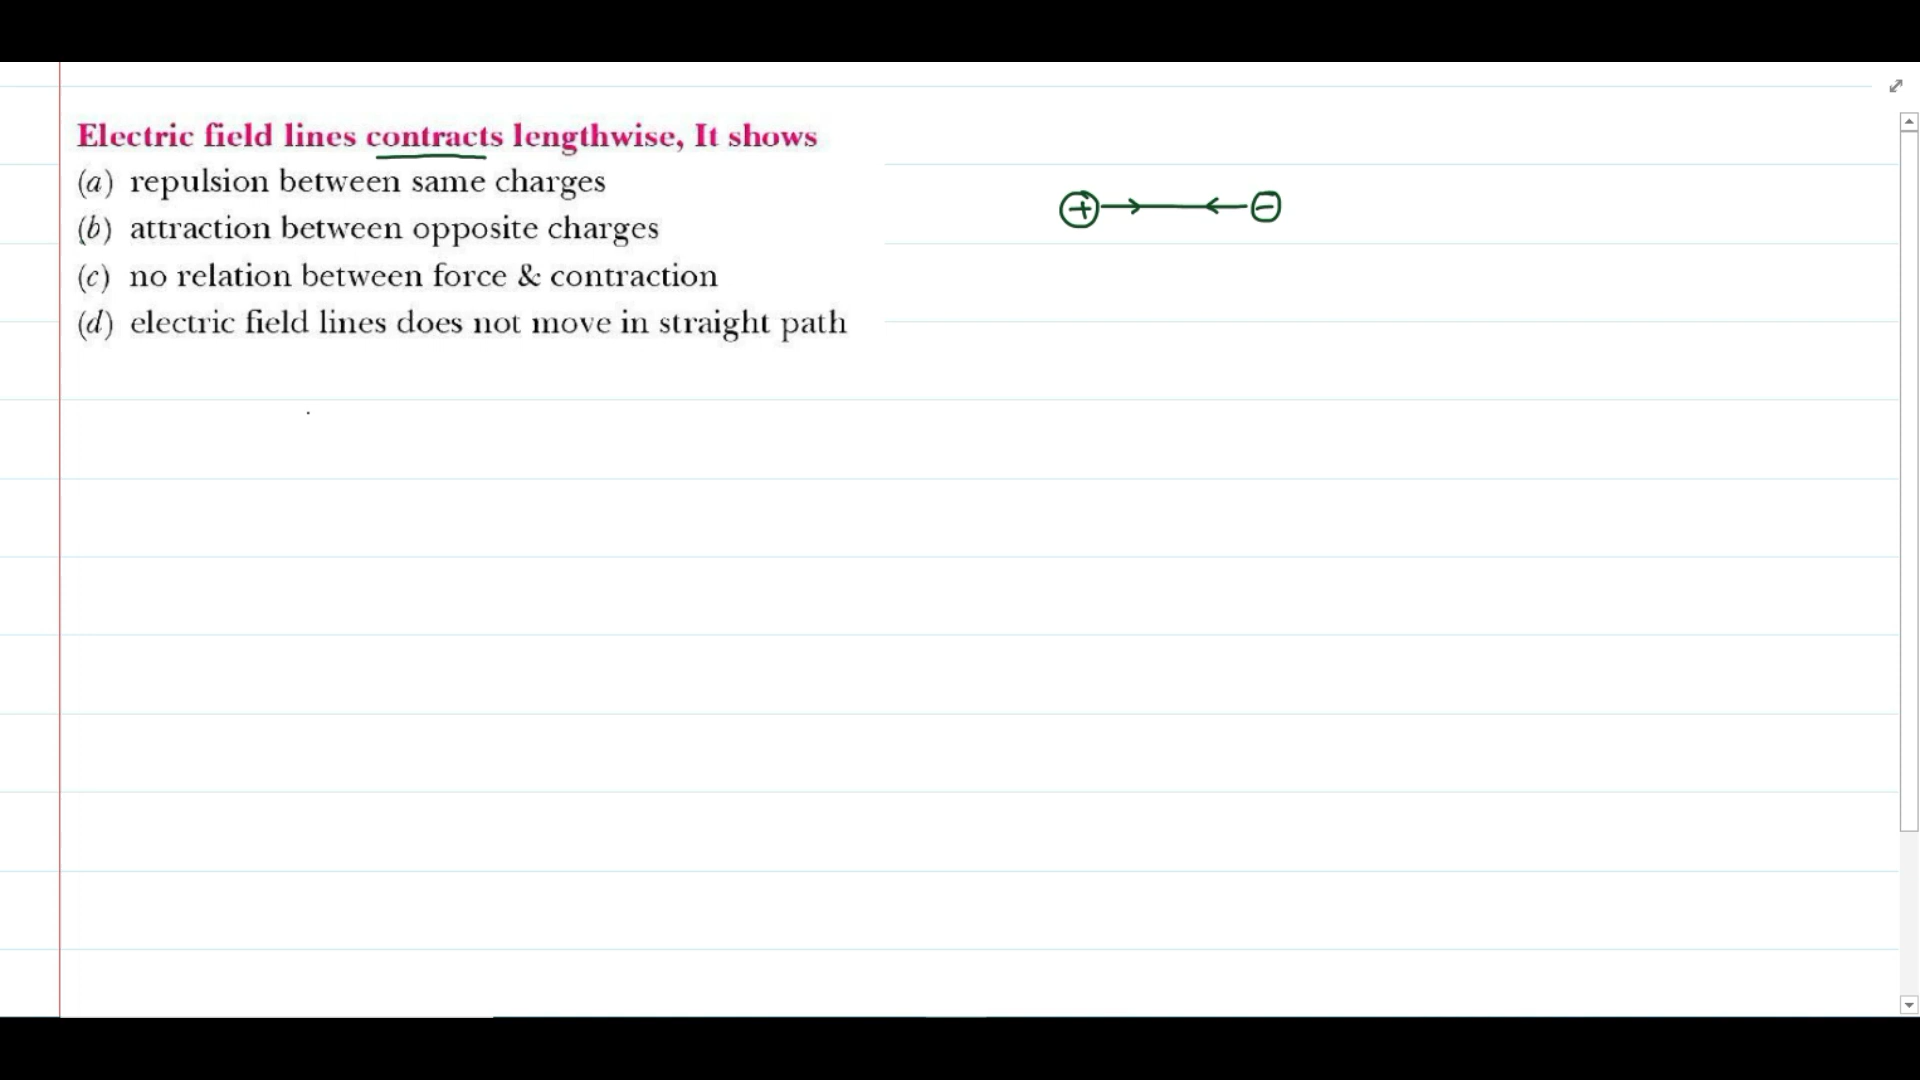 Electric field lines contracts lengthwise, It shows
(a) repulsion between same charges
(b) attraction between opposite charges
(c) no relation between force & contraction
(d) electric field lines does not move in straight path
+ −